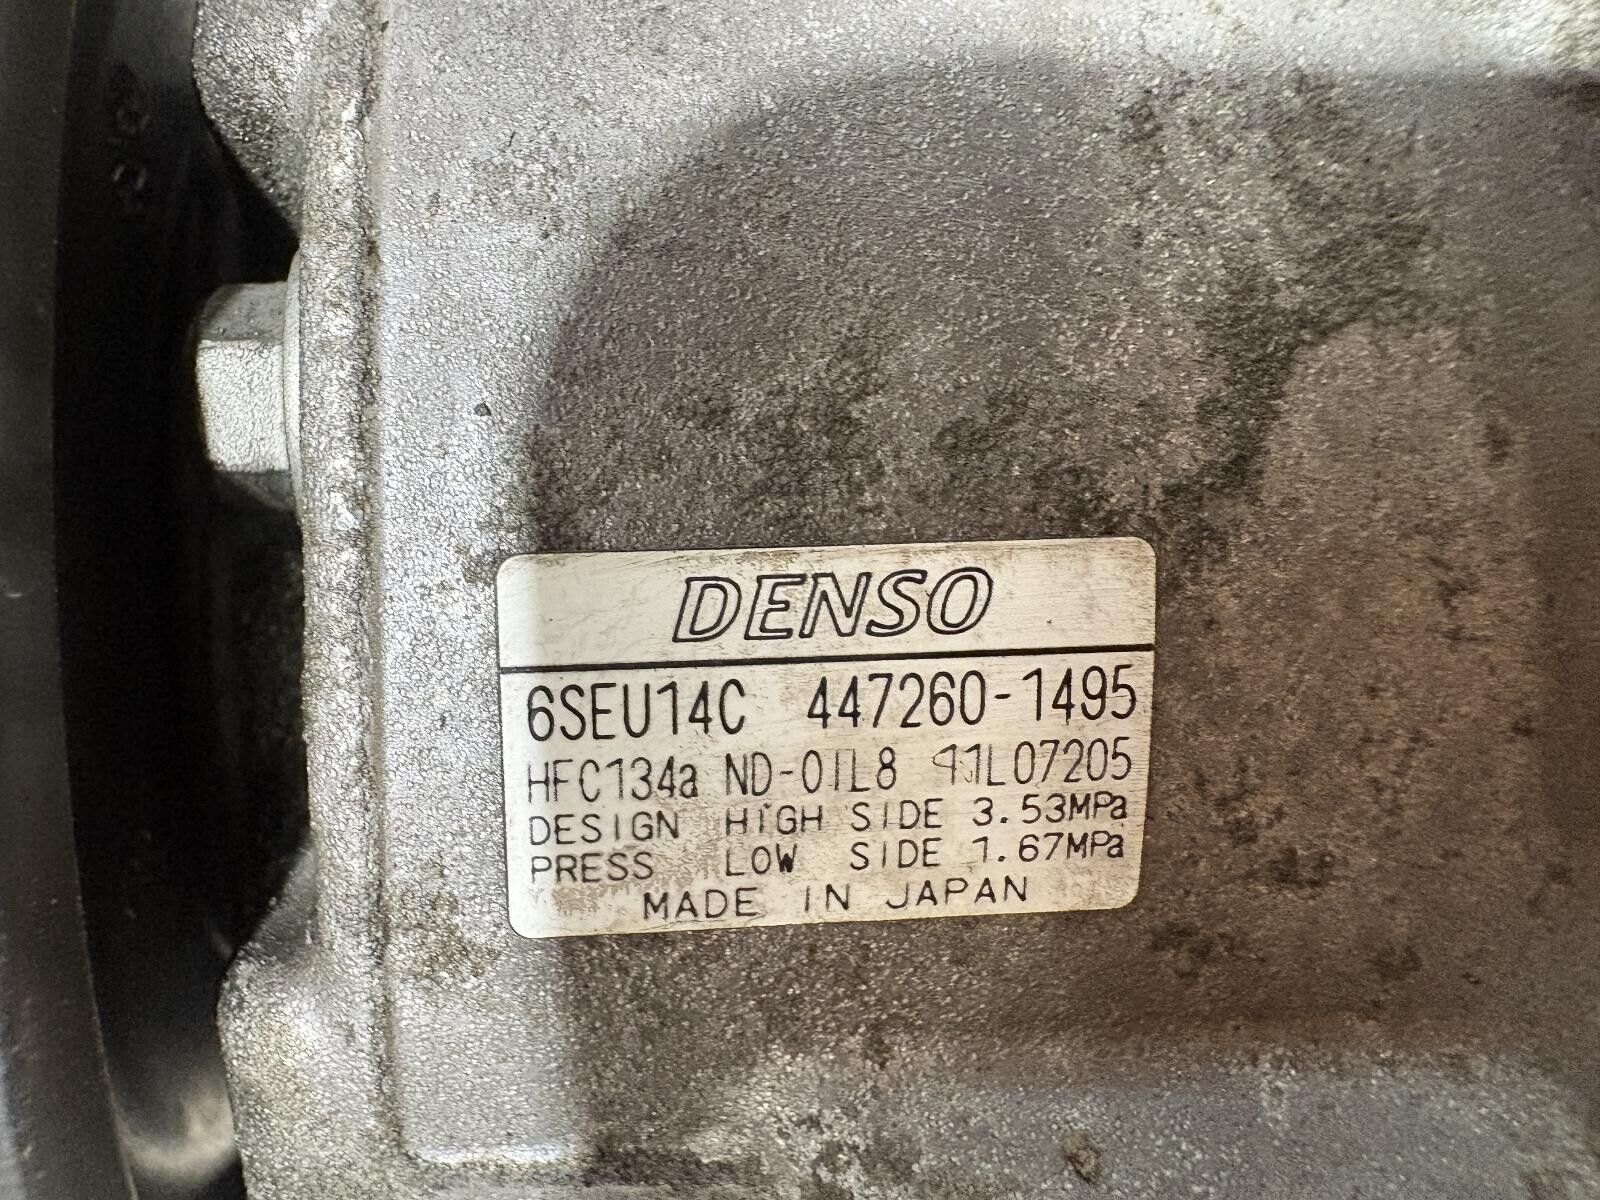 DENSO
6SEU14C 447260-1495
HFC134a ND-OIL8
DESIGN HIGH SIDE 3.53MPa
PRESS LOW SIDE 1.67MPa
MADE IN JAPAN